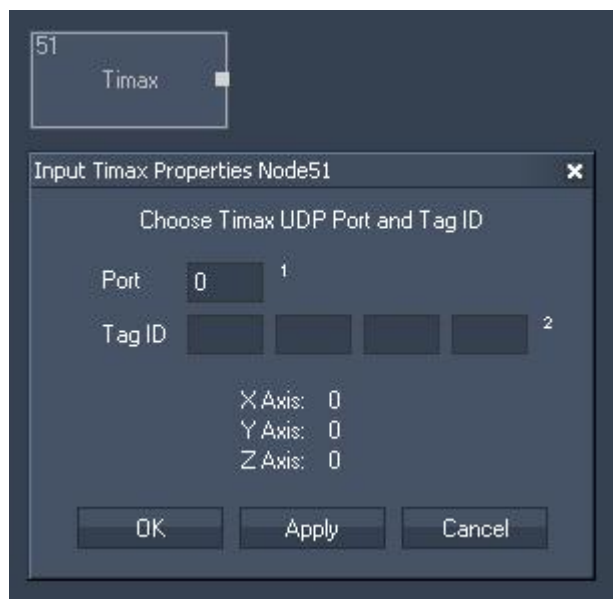 51
Timax
Input Timax Properties Node51
Choose Timax UDP Port and Tag ID
Port 0 1
Tag ID 2
X Axis: 0
Y Axis: 0
Z Axis: 0
OK Apply Cancel